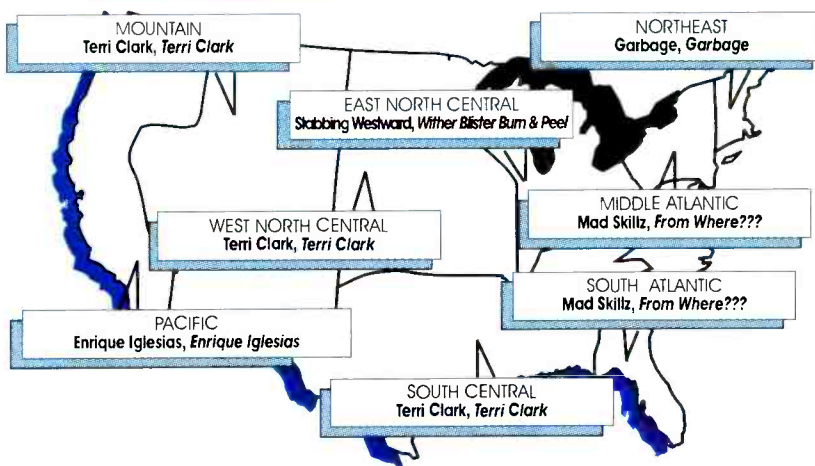 MOUNTAIN
Terri Clark, Terri Clark
NORTHEAST
Garbage, Garbage
EAST NORTH CENTRAL
Stabbing Westward, Wither Blister Burn & Peel
WEST NORTH CENTRAL
Terri Clark, Terri Clark
MIDDLE ATLANTIC
Mad Skillz, From Where???
SOUTH ATLANTIC
Mad Skillz, From Where???
PACIFIC
Enrique Iglesias, Enrique Iglesias
SOUTH CENTRAL
Terri Clark, Terri Clark